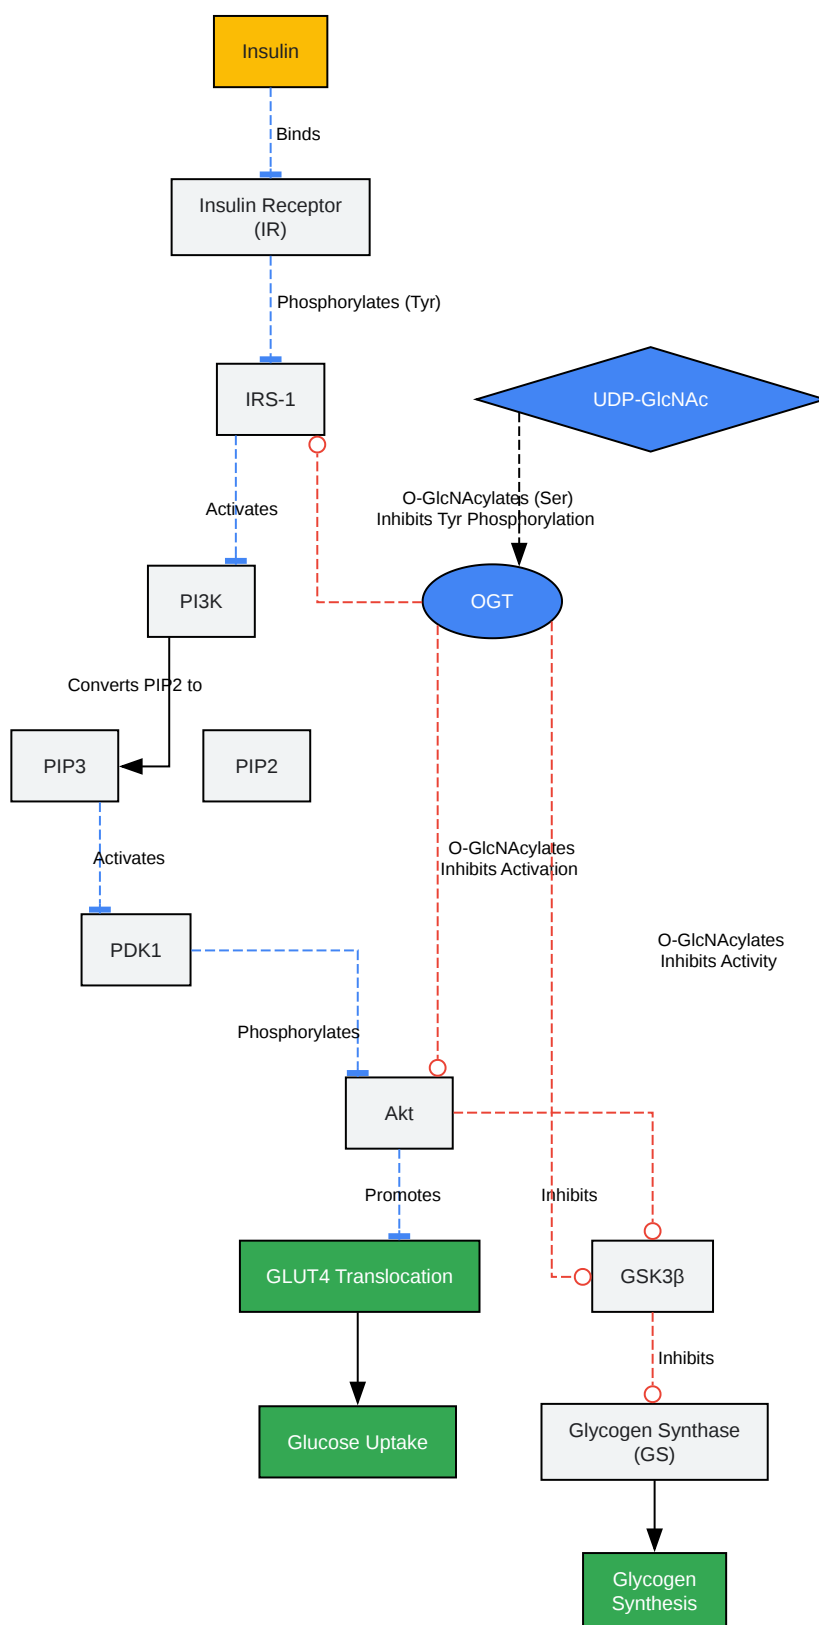 Insulin
Binds
Insulin Receptor
(IR)
Phosphorylates (Tyr)
IRS-1
UDP-GlcNAc
O-GlcNAcylates (Ser)
Inhibits Tyr Phosphorylation
Activates
PI3K
OGT
Converts PIP2 to
PIP3
PIP2
Activates
O-GlcNAcylates
Inhibits Activation
PDK1
O-GlcNAcylates
Inhibits Activity
Phosphorylates
Akt
Promotes
Inhibits
GLUT4 Translocation
GSK3β
Inhibits
Glucose Uptake
Glycogen Synthase
(GS)
Glycogen
Synthesis